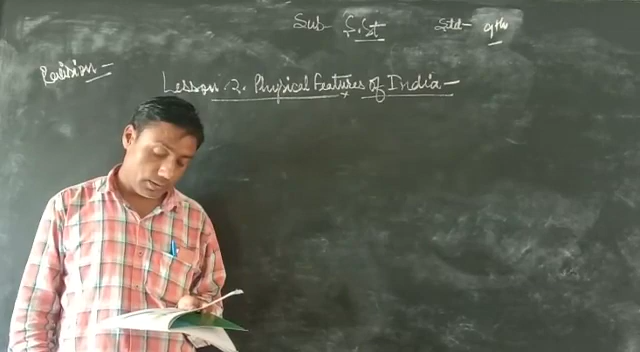 Sub- S.St Std- 9th
Revision-
Lesson-2. Physical features of India-